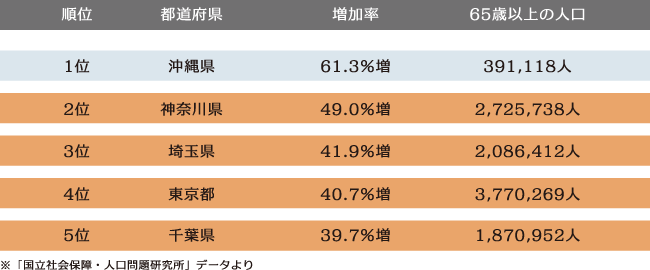 順位 都道府県 増加率 65歳以上の人口
1位 沖縄県 61.3%増 391,118人
2位 神奈川県 49.0%増 2,725,738人
3位 埼玉県 41.9%増 2,086,412人
4位 東京都 40.7%増 3,770,269人
5位 千葉県 39.7%増 1,870,952人
※「国立社会保障・人口問題研究所」データより